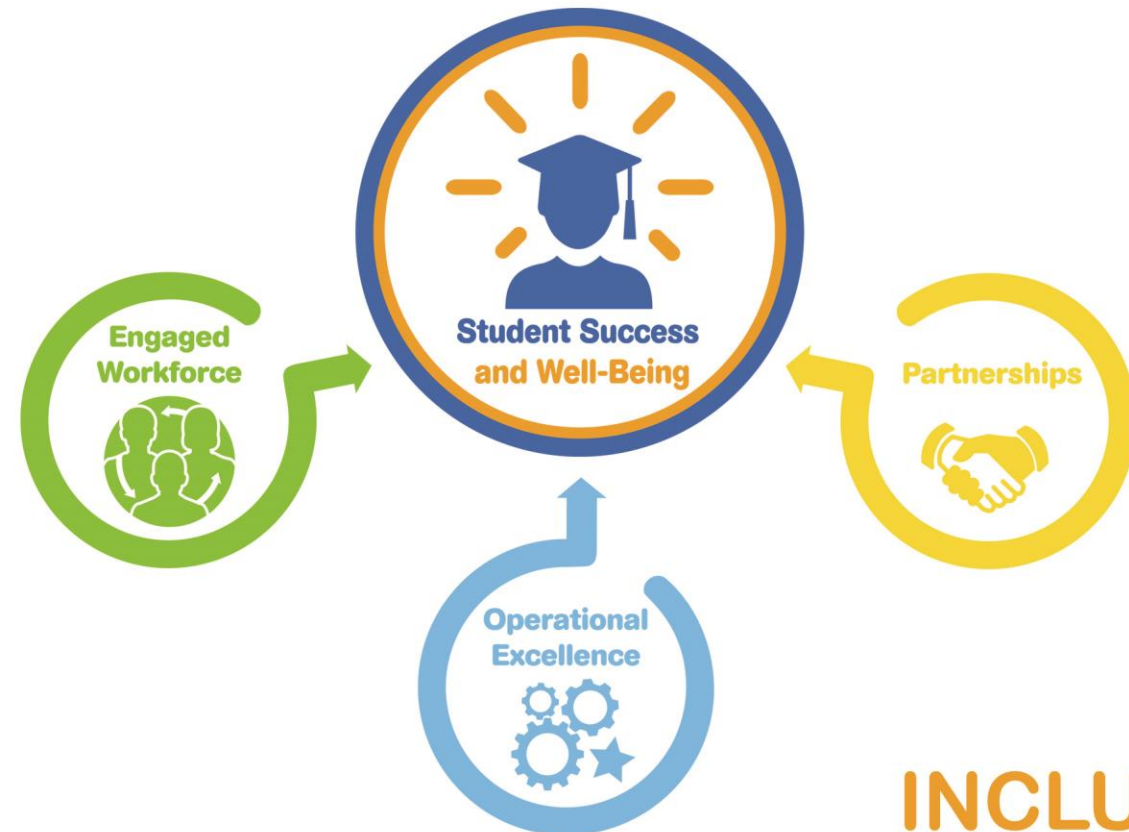 Student Success
and Well-Being
Engaged
Workforce
Partnerships
Operational
Excellence
INCLU